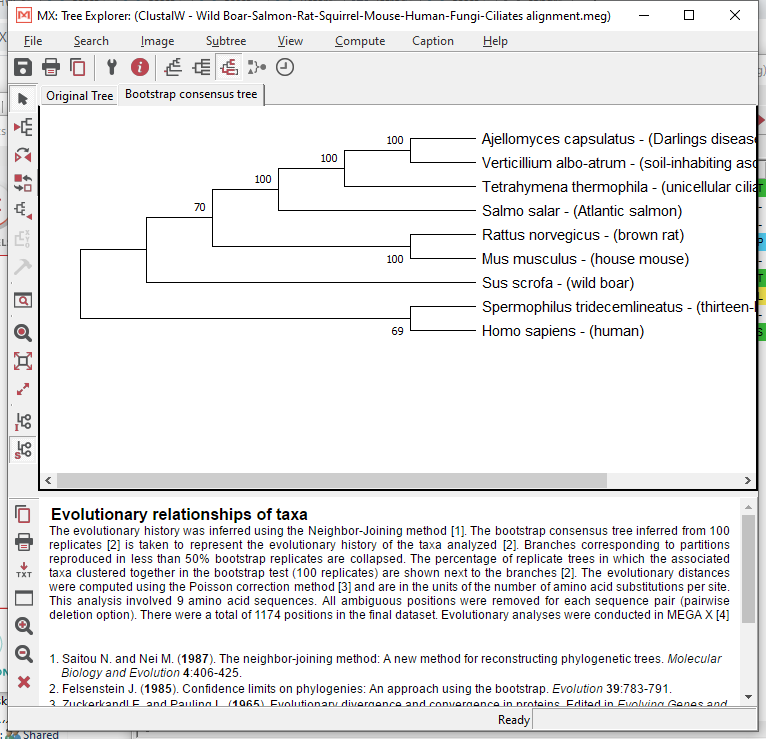 MX: Tree Explorer: (ClustalW - Wild Boar-Salmon-Rat-Squirrel-Mouse-Human-Fungi-Ciliates alignment.meg)
File Search Image Subtree View Compute Caption Help
Original Tree Bootstrap consensus tree
100 Ajellomyces capsulatus - (Darlings disease
100 Verticillium albo-atrum - (soil-inhabiting asc
100 Tetrahymena thermophila - (unicellular cilia
70 Salmo salar - (Atlantic salmon)
Rattus norvegicus - (brown rat)
100 Mus musculus - (house mouse)
Sus scrofa - (wild boar)
Spermophilus tridecemlineatus - (thirteen-l
69 Homo sapiens - (human)
Evolutionary relationships of taxa
The evolutionary history was inferred using the Neighbor-Joining method [1]. The bootstrap consensus tree inferred from 100
replicates [2] is taken to represent the evolutionary history of the taxa analyzed [2]. Branches corresponding to partitions
reproduced in less than 50% bootstrap replicates are collapsed. The percentage of replicate trees in which the associated
taxa clustered together in the bootstrap test (100 replicates) are shown next to the branches [2]. The evolutionary distances
were computed using the Poisson correction method [3] and are in the units of the number of amino acid substitutions per site.
This analysis involved 9 amino acid sequences. All ambiguous positions were removed for each sequence pair (pairwise
deletion option). There were a total of 1174 positions in the final dataset. Evolutionary analyses were conducted in MEGA X [4]
1. Saitou N. and Nei M. (1987). The neighbor-joining method: A new method for reconstructing phylogenetic trees. Molecular
Biology and Evolution 4:406-425.
2. Felsenstein J. (1985). Confidence limits on phylogenies: An approach using the bootstrap. Evolution 39:783-791.
3. Zuckerkandl E. and Pauling L. (1965). Evolutionary divergence and convergence in proteins. Edited in Evolving Genes and
TXT
Ready
Shared